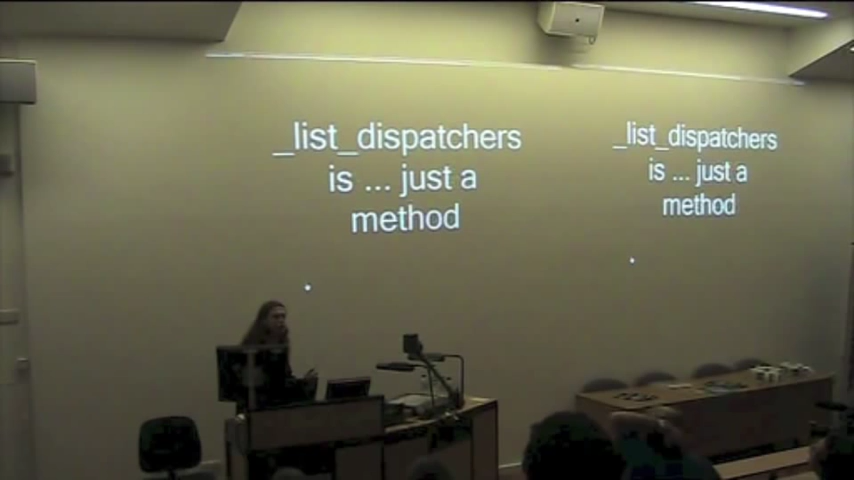 _list_dispatchers
is ... just a
method
_list_dispatchers
is ... just a
method